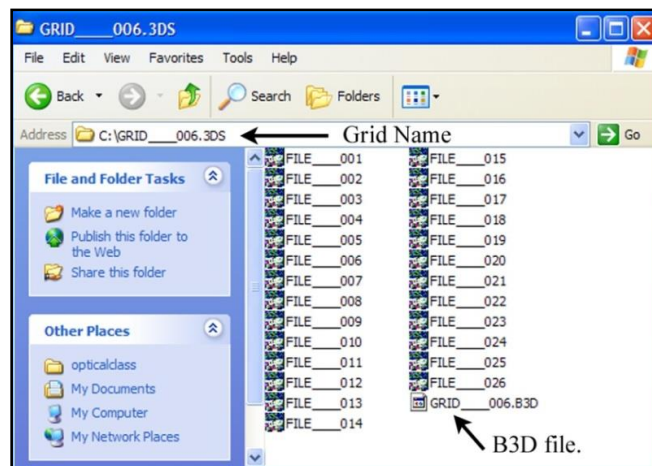 GRID____006.3DS
File Edit View Favorites Tools Help
Back Search Folders
Address C:\GRID____006.3DS Grid Name Go
File and Folder Tasks
Make a new folder
Publish this folder to
the Web
Share this folder
Other Places
opticalclass
My Documents
My Computer
My Network Places
FILE____001
FILE____002
FILE____003
FILE____004
FILE____005
FILE____006
FILE____007
FILE____008
FILE____009
FILE____010
FILE____011
FILE____012
FILE____013
FILE____014
FILE____015
FILE____016
FILE____017
FILE____018
FILE____019
FILE____020
FILE____021
FILE____022
FILE____023
FILE____024
FILE____025
FILE____026
GRID____006.B3D
B3D file.